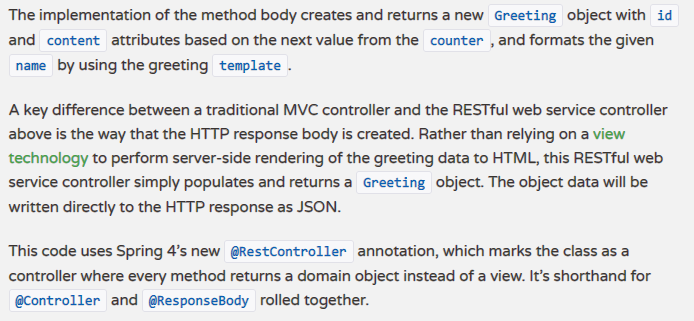 The implementation of the method body creates and returns a new Greeting object with id
and content attributes based on the next value from the counter, and formats the given
name by using the greeting template.
A key difference between a traditional MVC controller and the RESTful web service controller
above is the way that the HTTP response body is created. Rather than relying on a view
technology to perform server-side rendering of the greeting data to HTML, this RESTful web
service controller simply populates and returns a Greeting object. The object data will be
written directly to the HTTP response as JSON.
This code uses Spring 4’s new @RestController annotation, which marks the class as a
controller where every method returns a domain object instead of a view. It’s shorthand for
@Controller and @ResponseBody rolled together.